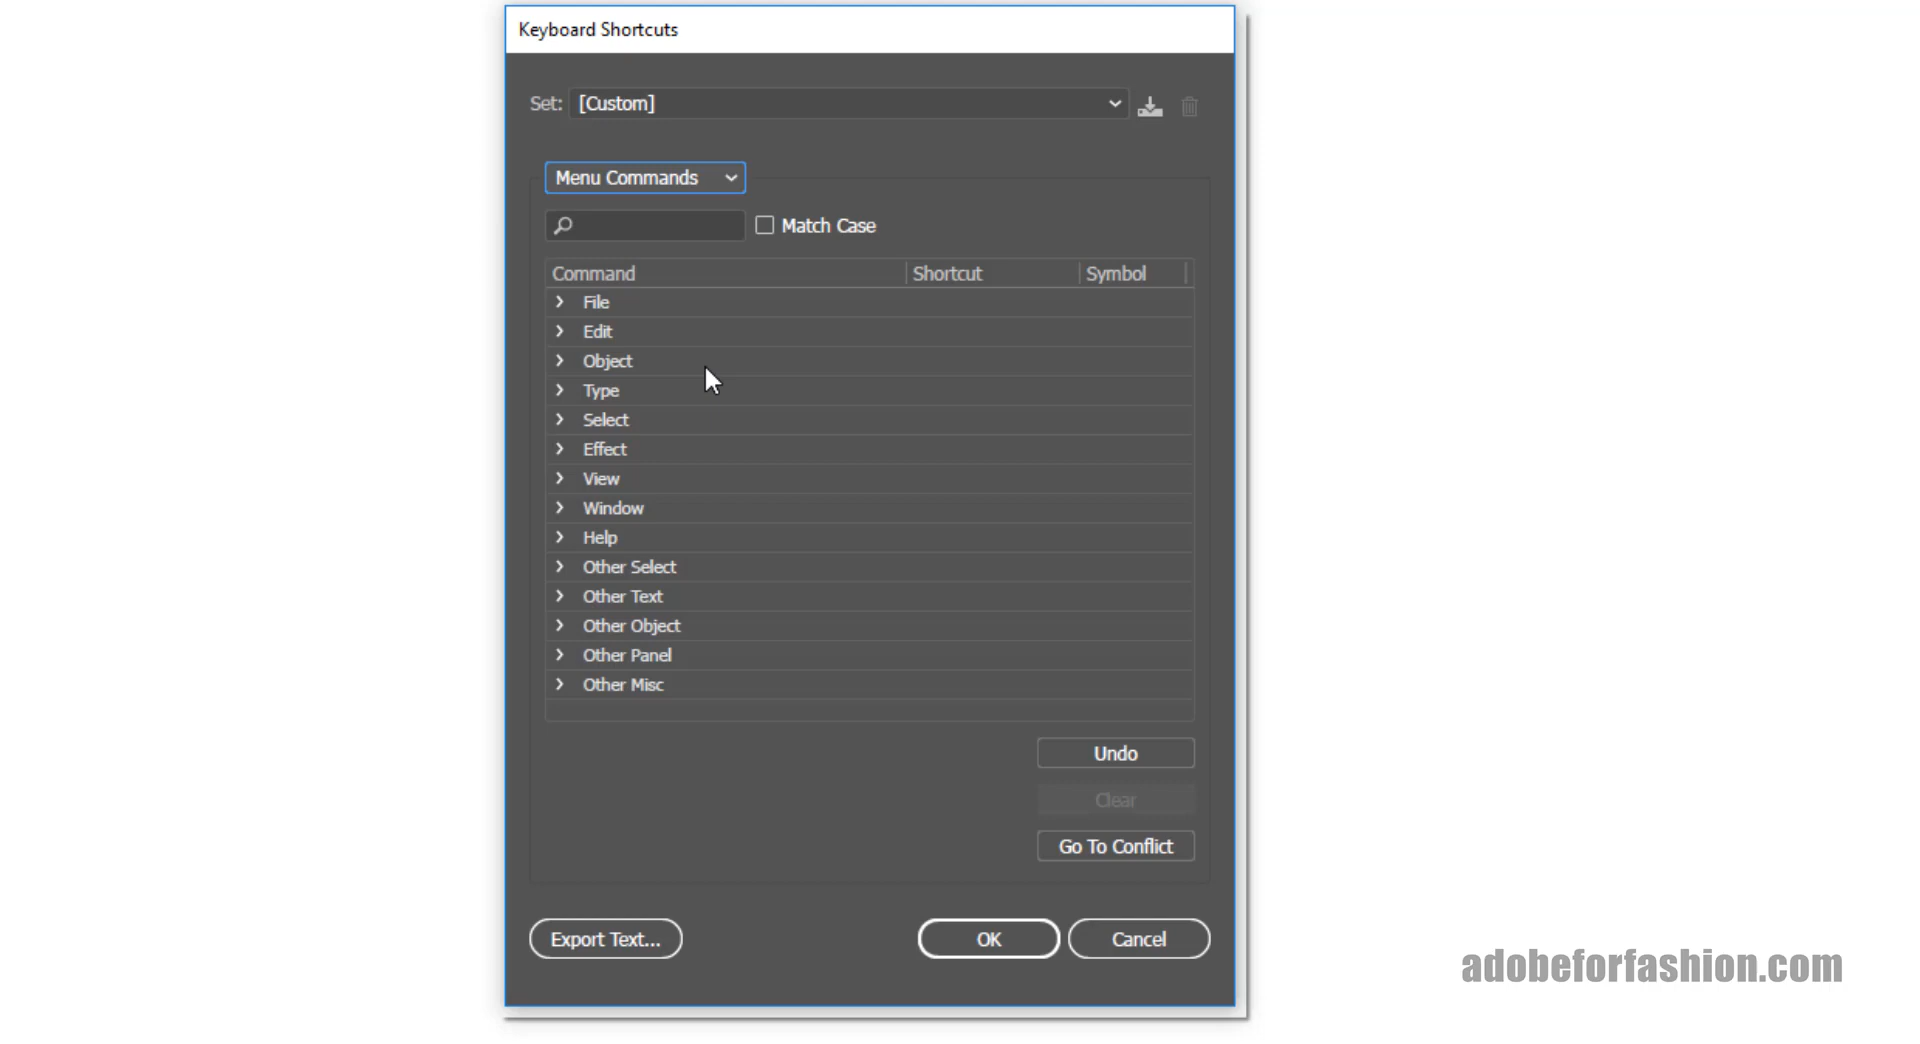 Keyboard Shortcuts
Set: [Custom]
Menu Commands
Match Case
Command Shortcut Symbol
File
Edit
Object
Type
Select
Effect
View
Window
Help
Other Select
Other Text
Other Object
Other Panel
Other Misc
Undo
Clear
Go To Conflict
Export Text... OK Cancel
adobeforfashion.com